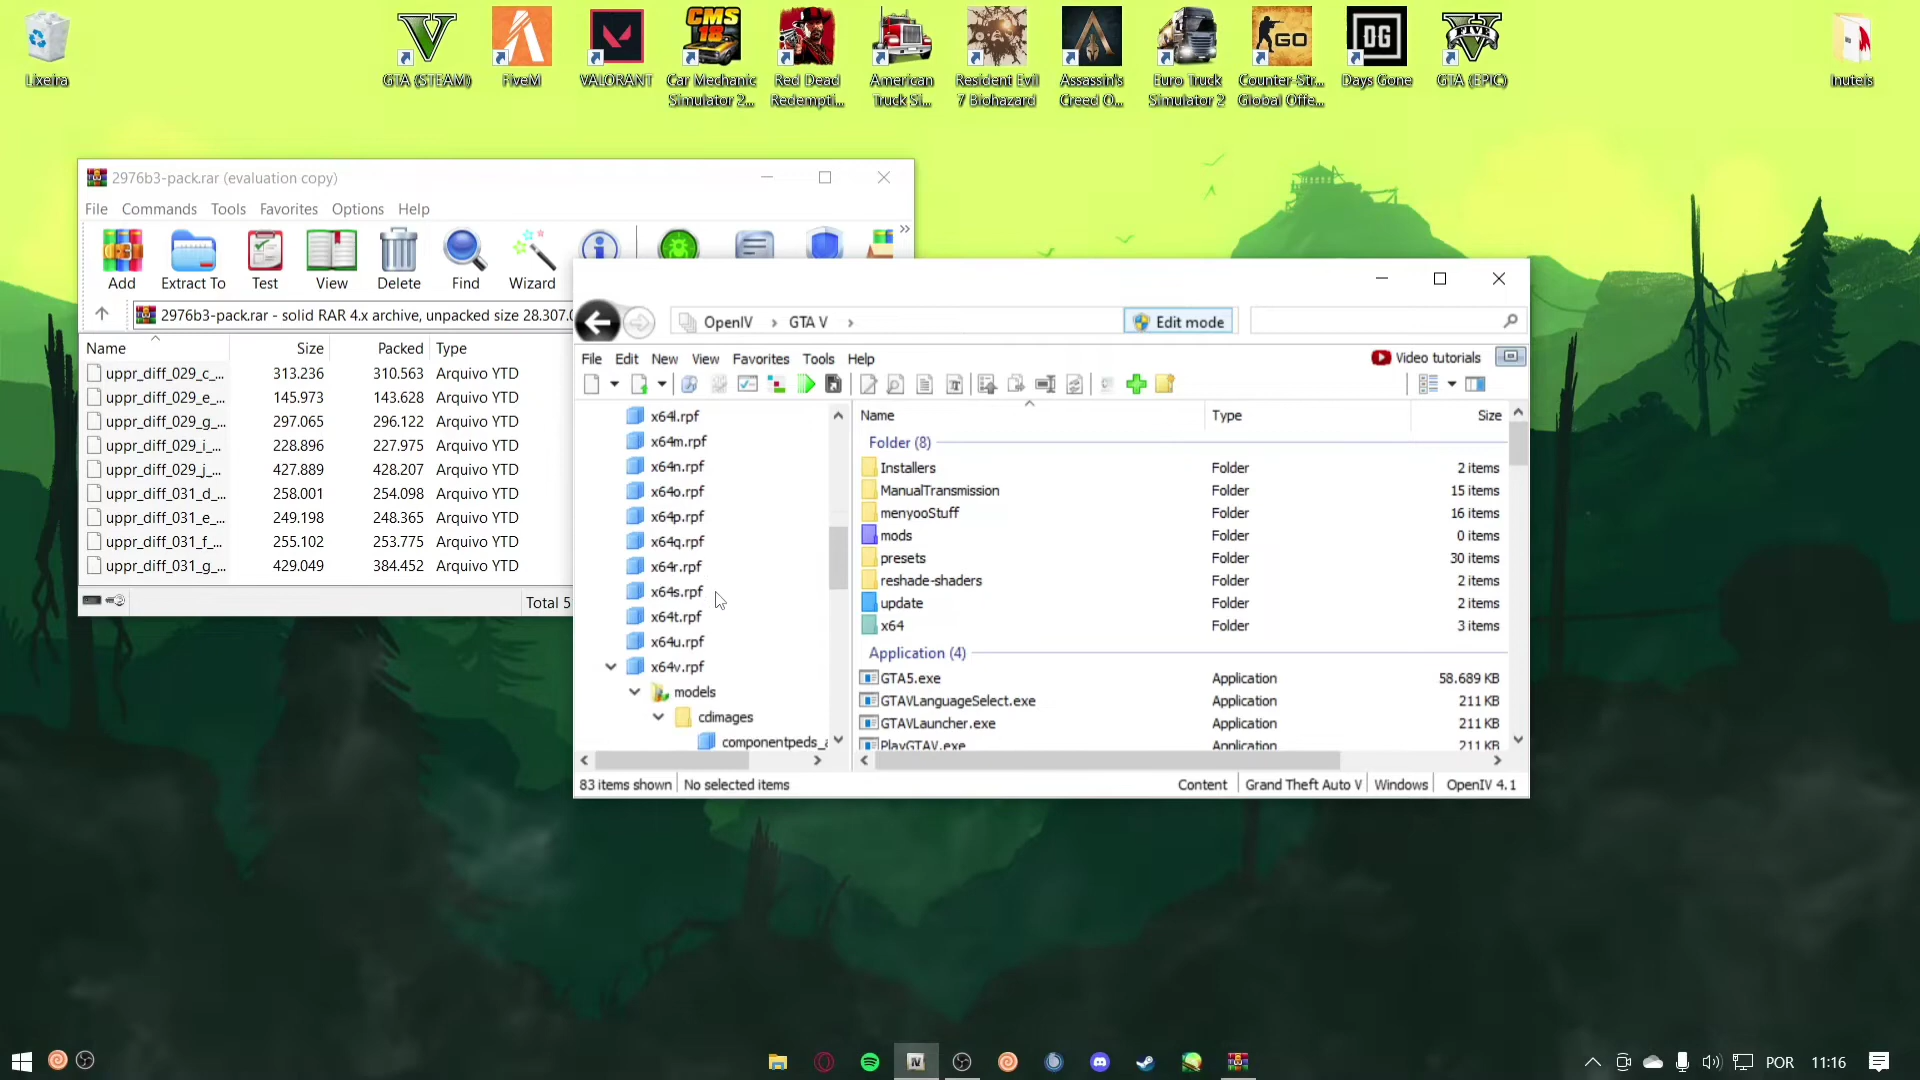 Lixeira
GTA (STEAM)
FiveM
VALORANT
Car Mechanic
Simulator 2...
Red Dead
Redempti...
American
Truck Si...
Resident Evil
7 Biohazard
Assassin's
Creed O...
Euro Truck
Simulator 2
Counter-Str...
Global Offe...
Days Gone
GTA (EPIC)
Inuteis
CMS
18
GO
DG
FIVE
2976b3-pack.rar (evaluation copy)
File Commands Tools Favorites Options Help
Add Extract To Test View Delete Find Wizard
2976b3-pack.rar - solid RAR 4.x archive, unpacked size 28.307.0
Name Size Packed Type
uppr_diff_029_c_... 313.236 310.563 Arquivo YTD
uppr_diff_029_e_... 145.973 143.628 Arquivo YTD
uppr_diff_029_g_... 297.065 296.122 Arquivo YTD
uppr_diff_029_i_... 228.896 227.975 Arquivo YTD
uppr_diff_029_j_... 427.889 428.207 Arquivo YTD
uppr_diff_031_d_... 258.001 254.098 Arquivo YTD
uppr_diff_031_e_... 249.198 248.365 Arquivo YTD
uppr_diff_031_f_... 255.102 253.775 Arquivo YTD
uppr_diff_031_g_... 429.049 384.452 Arquivo YTD
Total 5
OpenIV › GTA V ›
Edit mode
File Edit New View Favorites Tools Help
Video tutorials
x64l.rpf
x64m.rpf
x64n.rpf
x64o.rpf
x64p.rpf
x64q.rpf
x64r.rpf
x64s.rpf
x64t.rpf
x64u.rpf
x64v.rpf
models
cdimages
componentpeds_a
Name Type Size
Folder (8)
Installers Folder 2 items
ManualTransmission Folder 15 items
menyooStuff Folder 16 items
mods Folder 0 items
presets Folder 30 items
reshade-shaders Folder 2 items
update Folder 2 items
x64 Folder 3 items
Application (4)
GTA5.exe Application 58.689 KB
GTAVLanguageSelect.exe Application 211 KB
GTAVLauncher.exe Application 211 KB
PlayGTAV.exe Application 211 KB
83 items shown No selected items
Content Grand Theft Auto V Windows OpenIV 4.1
IV
POR 11:16